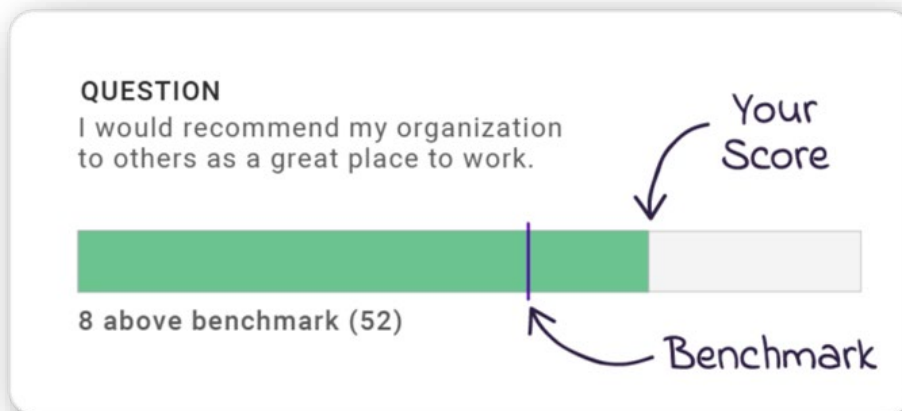 QUESTION
I would recommend my organization
to others as a great place to work.
Your
Score
8 above benchmark (52)
Benchmark